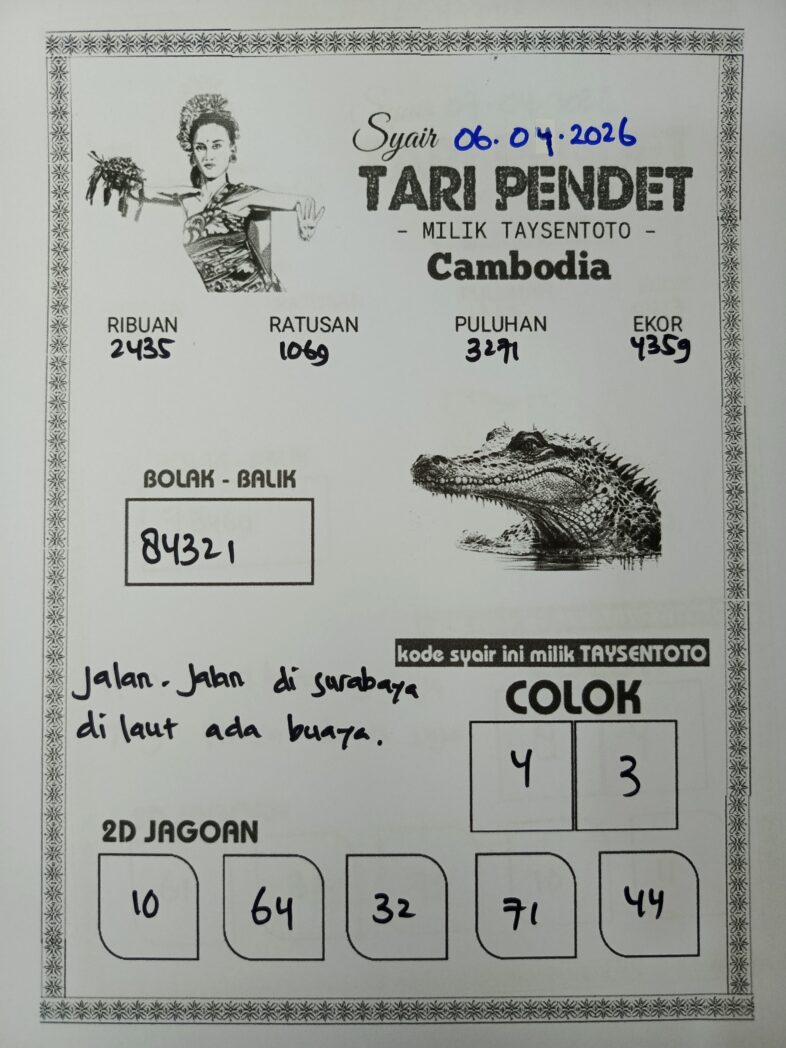 Syair 06.04.2026
TARI PENDET
- MILIK TAYSENTOTO -
Cambodia
RIBUAN RATUSAN PULUHAN EKOR
2435 1069 3271 4359
BOLAK - BALIK
84321
kode syair ini milik TAYSENTOTO
Jalan-Jalan di surabaya
di laut ada buaya.
COLOK
4 3
2D JAGOAN
10 64 32 71 44